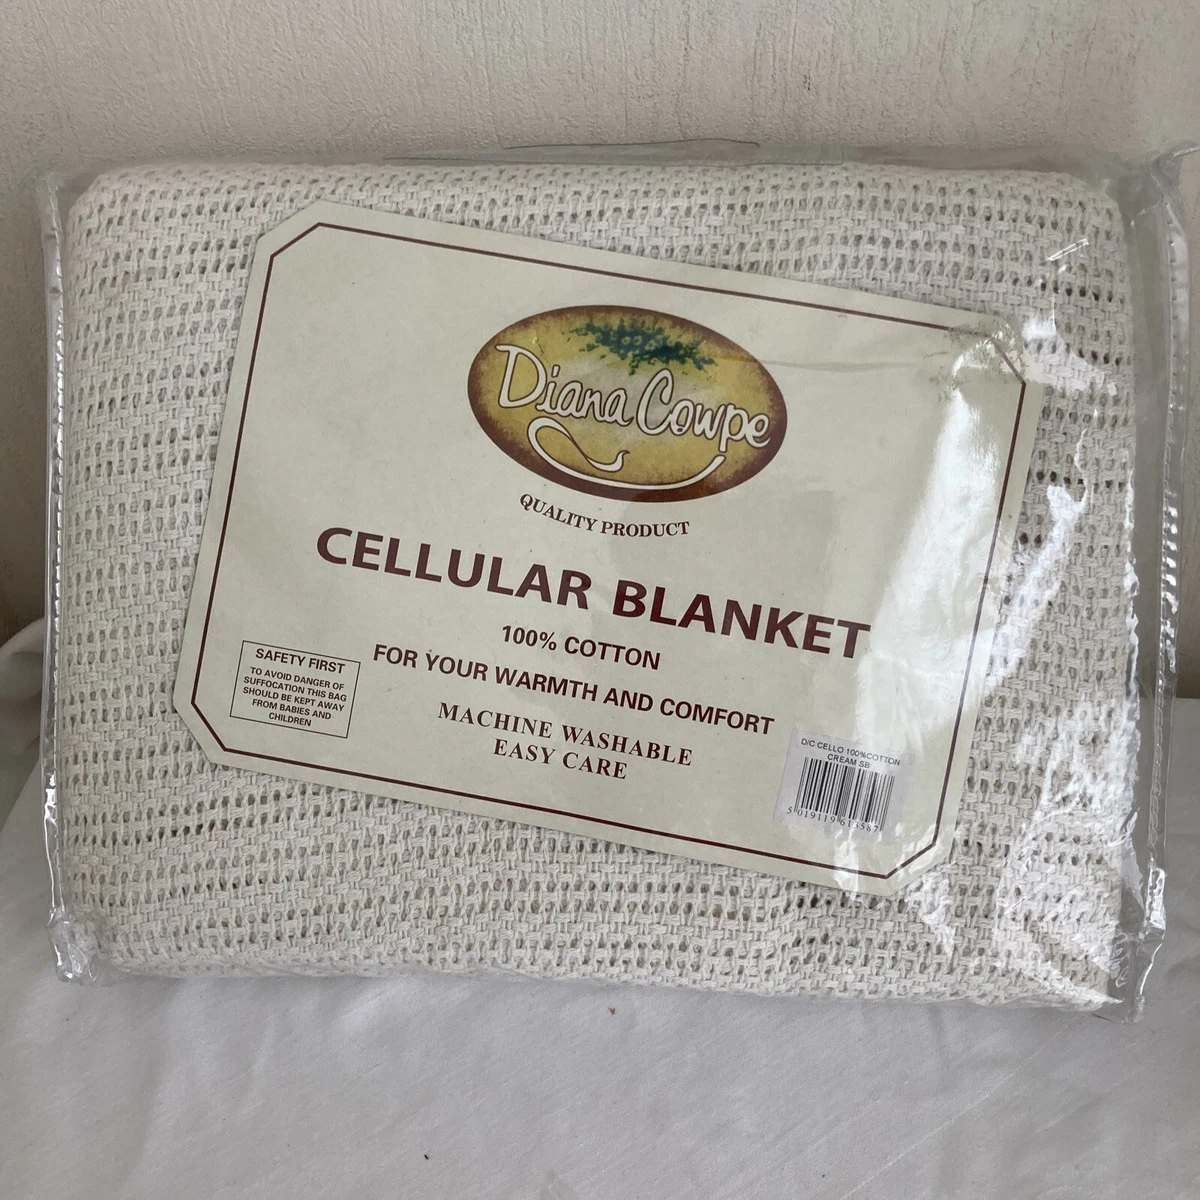 Diana Cowpe
QUALITY PRODUCT
CELLULAR BLANKET
100% COTTON
FOR YOUR WARMTH AND COMFORT
MACHINE WASHABLE
EASY CARE
SAFETY FIRST
TO AVOID DANGER OF
SUFFOCATION THIS BAG
SHOULD BE KEPT AWAY
FROM BABIES AND
CHILDREN
D/C CELLO 100%COTTON
CREAM SB